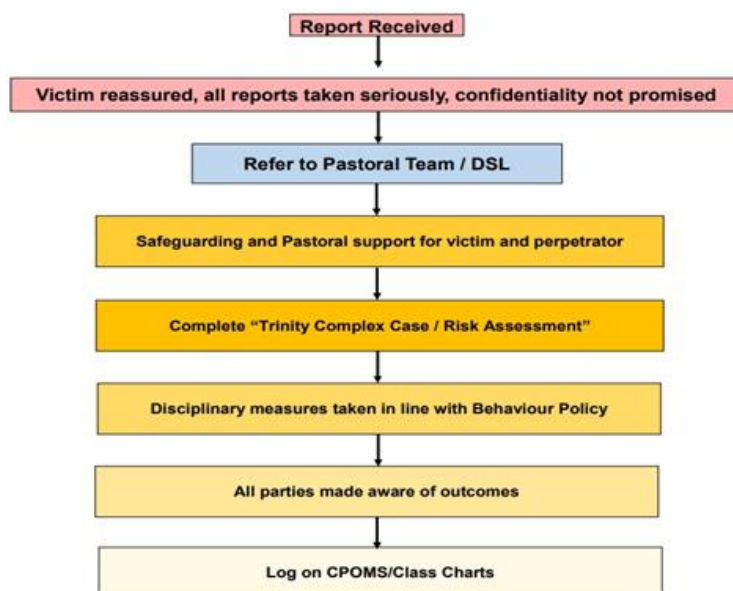 Report Received
Victim reassured, all reports taken seriously, confidentiality not promised
Refer to Pastoral Team / DSL
Safeguarding and Pastoral support for victim and perpetrator
Complete “Trinity Complex Case / Risk Assessment”
Disciplinary measures taken in line with Behaviour Policy
All parties made aware of outcomes
Log on CPOMS/Class Charts